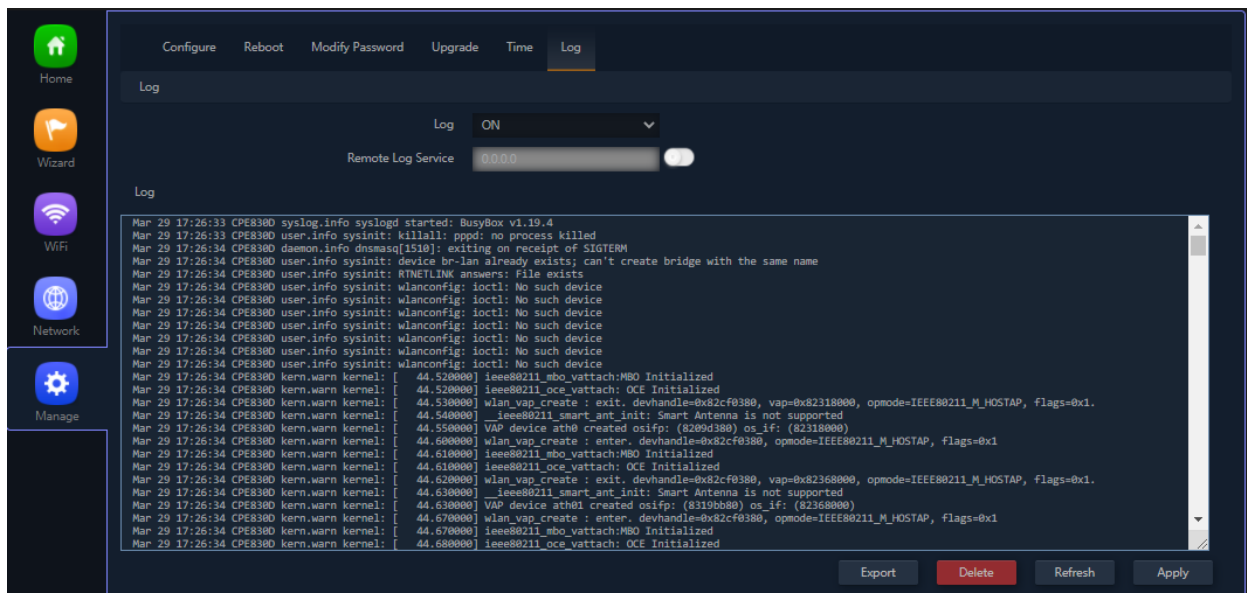 Home
Wizard
WiFi
Network
Manage
Configure Reboot Modify Password Upgrade Time Log
Log
Log ON
Remote Log Service 0.0.0.0
Log
Mar 29 17:26:33 CPE830D syslog.info syslogd started: BusyBox v1.19.4
Mar 29 17:26:33 CPE830D user.info sysinit: killall: pppd: no process killed
Mar 29 17:26:34 CPE830D daemon.info dnsmasq[1510]: exiting on receipt of SIGTERM
Mar 29 17:26:34 CPE830D user.info sysinit: device br-lan already exists; can't create bridge with the same name
Mar 29 17:26:34 CPE830D user.info sysinit: RTNETLINK answers: File exists
Mar 29 17:26:34 CPE830D user.info sysinit: wlanconfig: ioctl: No such device
Mar 29 17:26:34 CPE830D user.info sysinit: wlanconfig: ioctl: No such device
Mar 29 17:26:34 CPE830D user.info sysinit: wlanconfig: ioctl: No such device
Mar 29 17:26:34 CPE830D user.info sysinit: wlanconfig: ioctl: No such device
Mar 29 17:26:34 CPE830D user.info sysinit: wlanconfig: ioctl: No such device
Mar 29 17:26:34 CPE830D user.info sysinit: wlanconfig: ioctl: No such device
Mar 29 17:26:34 CPE830D user.info sysinit: wlanconfig: ioctl: No such device
Mar 29 17:26:34 CPE830D kern.warn kernel: [ 44.520000] ieee80211_mbo_vattach:MBO Initialized
Mar 29 17:26:34 CPE830D kern.warn kernel: [ 44.520000] ieee80211_oce_vattach: OCE Initialized
Mar 29 17:26:34 CPE830D kern.warn kernel: [ 44.530000] wlan_vap_create : exit. devhandle=0x82cf0380, vap=0x82318000, opmode=IEEE80211_M_HOSTAP, flags=0x1.
Mar 29 17:26:34 CPE830D kern.warn kernel: [ 44.540000] __ieee80211_smart_ant_init: Smart Antenna is not supported
Mar 29 17:26:34 CPE830D kern.warn kernel: [ 44.550000] VAP device ath0 created osifp: (8209d380) os_if: (82318000)
Mar 29 17:26:34 CPE830D kern.warn kernel: [ 44.600000] wlan_vap_create : enter. devhandle=0x82cf0380, opmode=IEEE80211_M_HOSTAP, flags=0x1
Mar 29 17:26:34 CPE830D kern.warn kernel: [ 44.610000] ieee80211_mbo_vattach:MBO Initialized
Mar 29 17:26:34 CPE830D kern.warn kernel: [ 44.610000] ieee80211_oce_vattach: OCE Initialized
Mar 29 17:26:34 CPE830D kern.warn kernel: [ 44.620000] wlan_vap_create : exit. devhandle=0x82cf0380, vap=0x82368000, opmode=IEEE80211_M_HOSTAP, flags=0x1.
Mar 29 17:26:34 CPE830D kern.warn kernel: [ 44.630000] __ieee80211_smart_ant_init: Smart Antenna is not supported
Mar 29 17:26:34 CPE830D kern.warn kernel: [ 44.630000] VAP device ath01 created osifp: (8319bb80) os_if: (82368000)
Mar 29 17:26:34 CPE830D kern.warn kernel: [ 44.670000] wlan_vap_create : enter. devhandle=0x82cf0380, opmode=IEEE80211_M_HOSTAP, flags=0x1
Mar 29 17:26:34 CPE830D kern.warn kernel: [ 44.670000] ieee80211_mbo_vattach:MBO Initialized
Mar 29 17:26:34 CPE830D kern.warn kernel: [ 44.680000] ieee80211_oce_vattach: OCE Initialized
Export Delete Refresh Apply